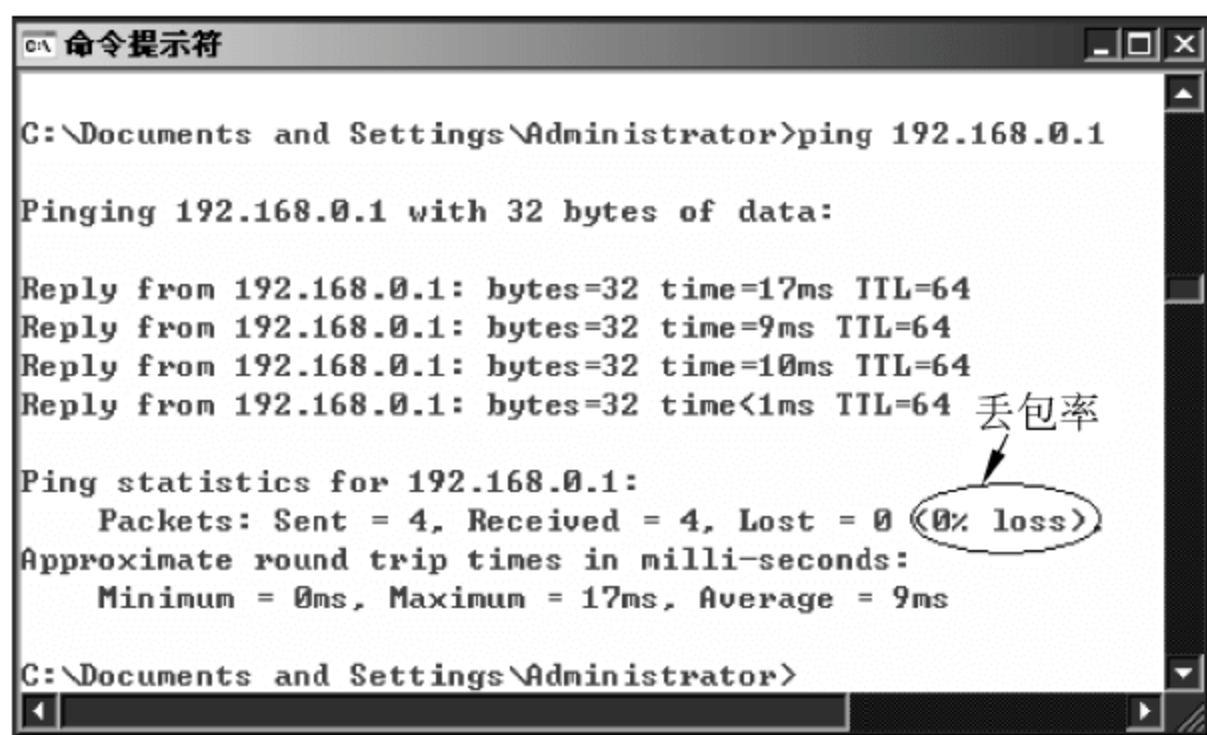 命令提示符
C:\Documents and Settings\Administrator>ping 192.168.0.1
Pinging 192.168.0.1 with 32 bytes of data:
Reply from 192.168.0.1: bytes=32 time=17ms TTL=64
Reply from 192.168.0.1: bytes=32 time=9ms TTL=64
Reply from 192.168.0.1: bytes=32 time=10ms TTL=64
Reply from 192.168.0.1: bytes=32 time<1ms TTL=64
丢包率
Ping statistics for 192.168.0.1:
Packets: Sent = 4, Received = 4, Lost = 0 (0% loss),
Approximate round trip times in milli-seconds:
Minimum = 0ms, Maximum = 17ms, Average = 9ms
C:\Documents and Settings\Administrator>